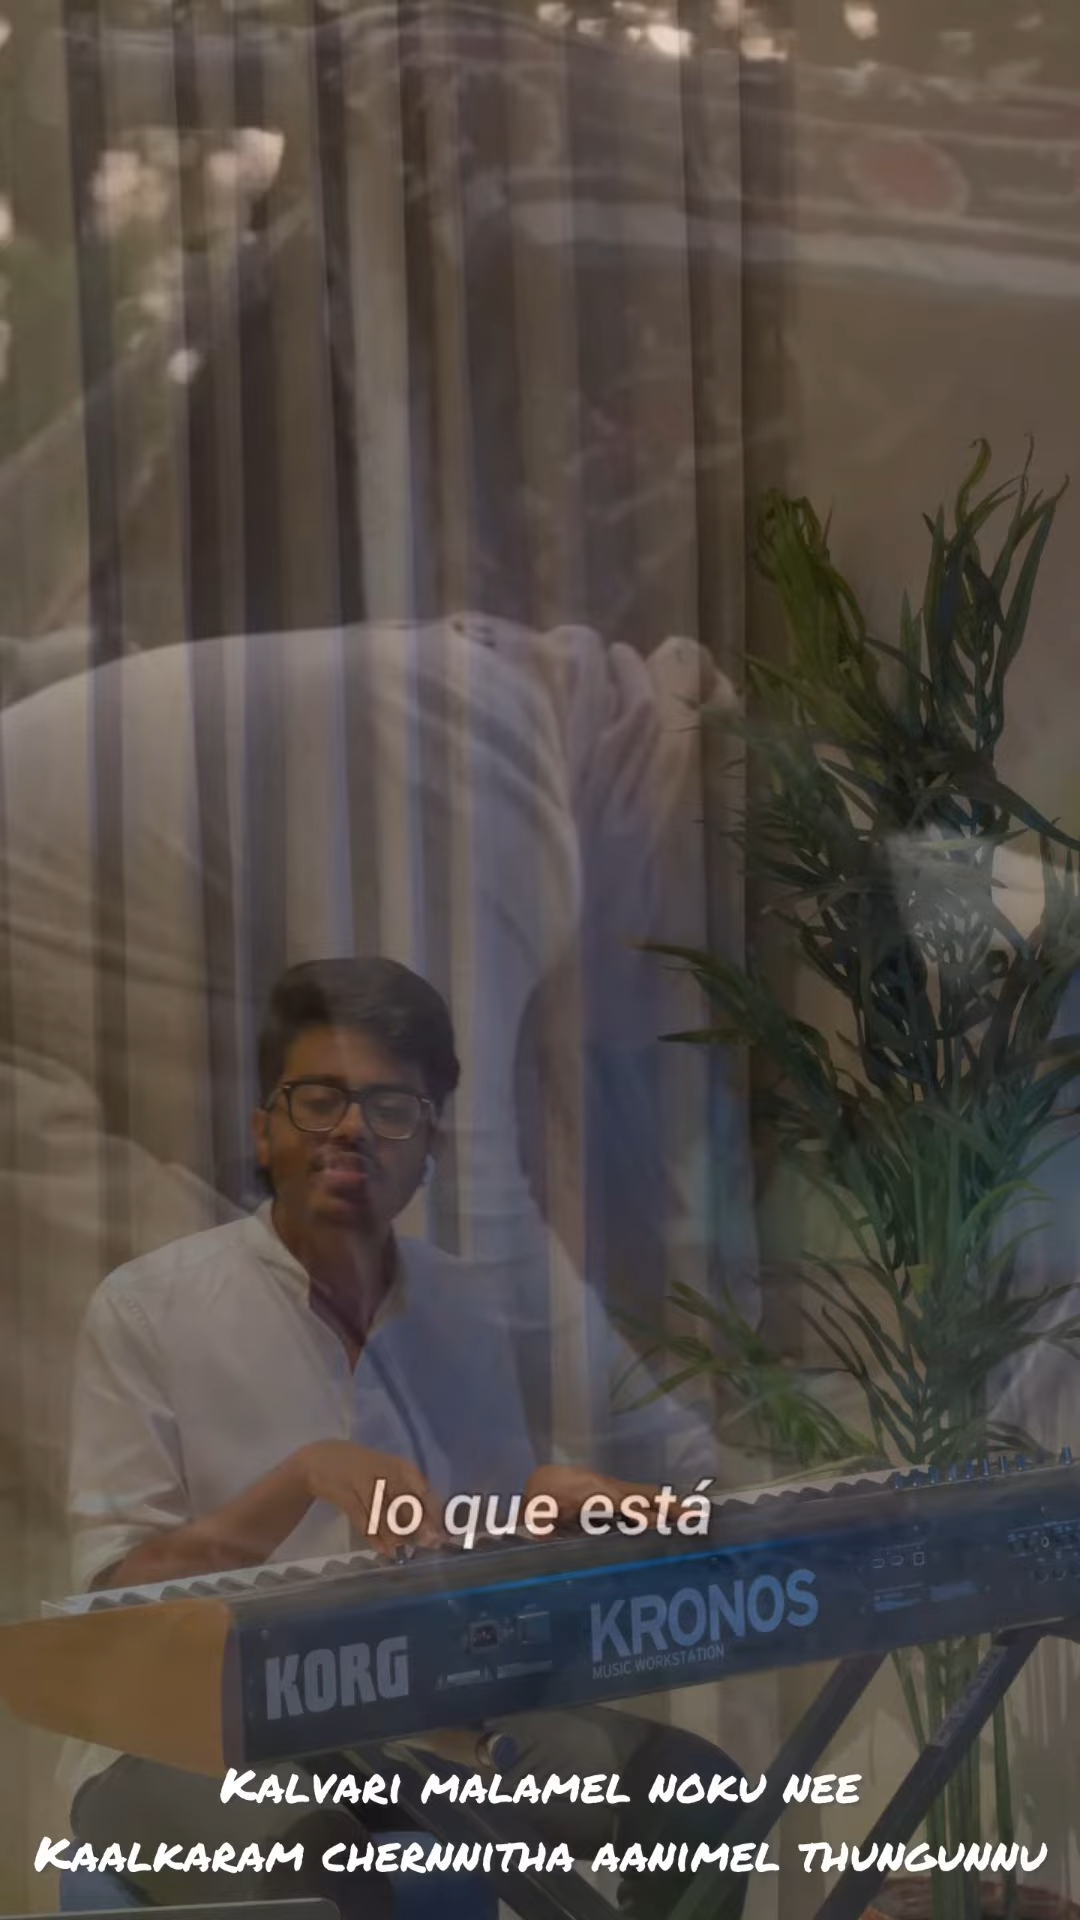 lo que está
KRONOS
MUSIC WORKSTATION
KORG
KALVARI MALAMEL NOKU NEE
KAALKARAM CHERNNITHA AANIMEL THUNGUNNU